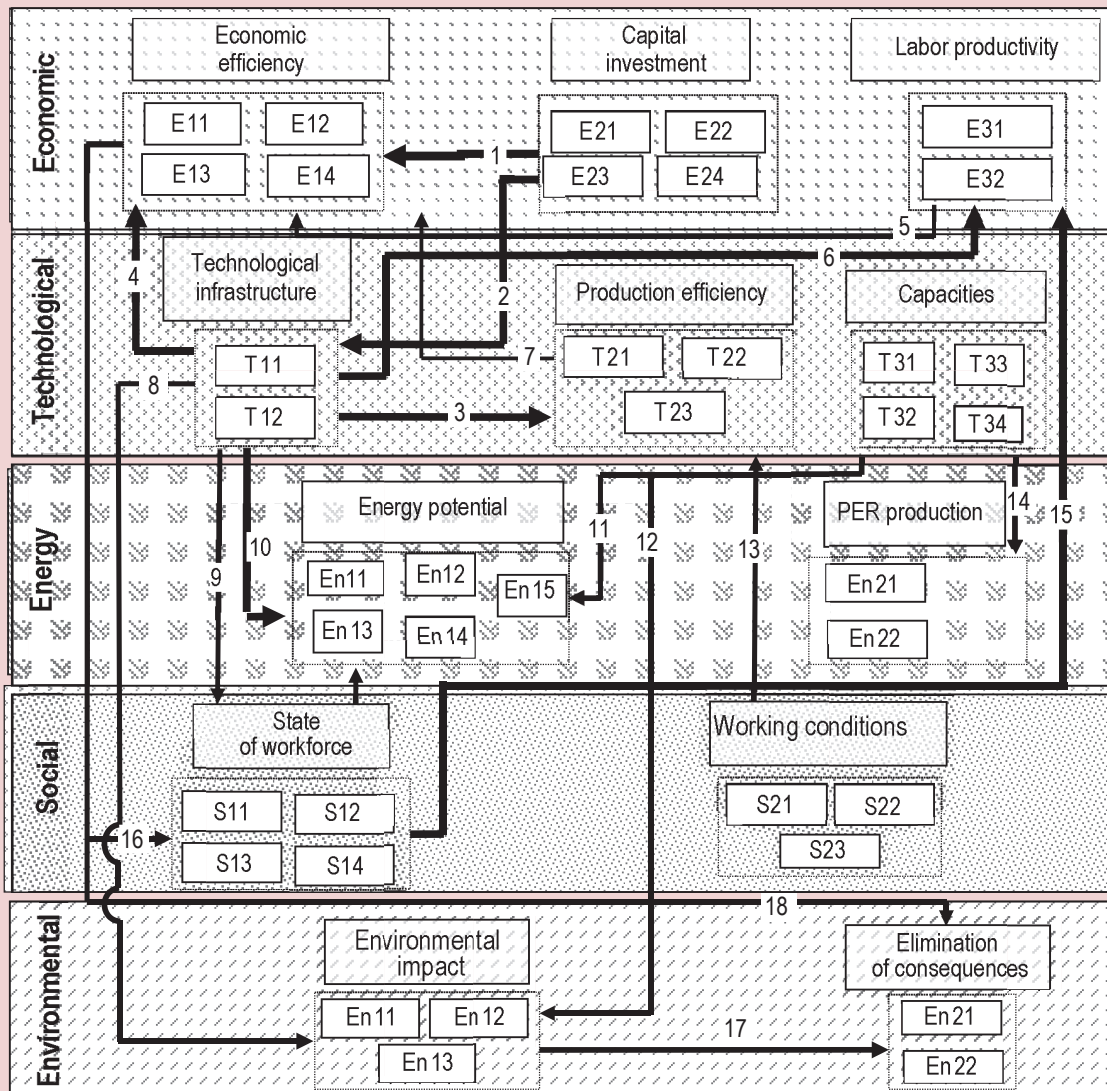 Economic
Economic
efficiency
Capital
investment
Labor productivity
E11
E12
E13
E14
E21
E22
E23
E24
E31
E32
1
5
Technological
Technological
infrastructure
Production efficiency
Capacities
4
2
6
7
8
3
T11
T12
T21
T22
T23
T31
T33
T32
T34
Energy
Energy potential
PER production
9
10
11
12
13
14
15
En11
En12
En15
En13
En14
En21
En22
Social
State
of workforce
Working conditions
S11
S12
S13
S14
S21
S22
S23
16
Environmental
18
Environmental
impact
Elimination
of consequences
En11
En12
En13
17
En21
En22